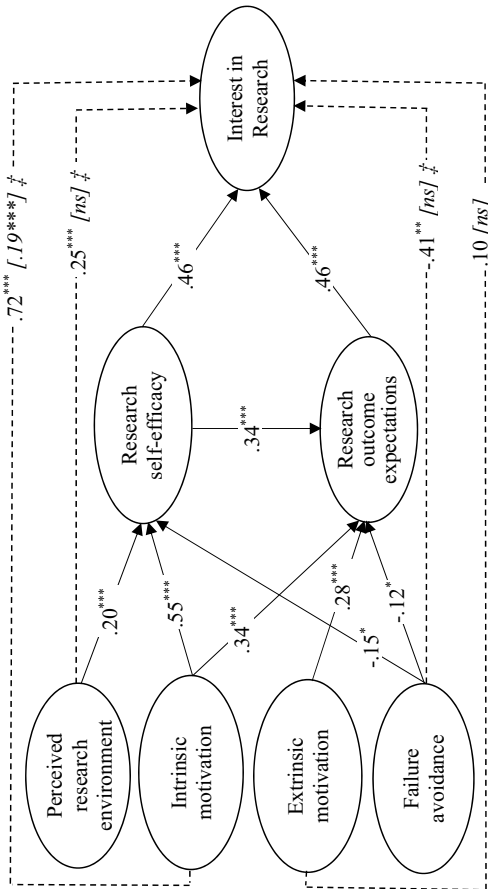 .72*** [.19***] ‡
.25*** [ns] ‡
Perceived
research
environment
Intrinsic
motivation
Extrinsic
motivation
Failure
avoidance
.20***
.55***
.34***
.28***
-.15*
-.12*
Research
self-efficacy
.34***
Research
outcome
expectations
.46***
.46***
Interest in
Research
-.41** [ns] ‡
.10 [ns]